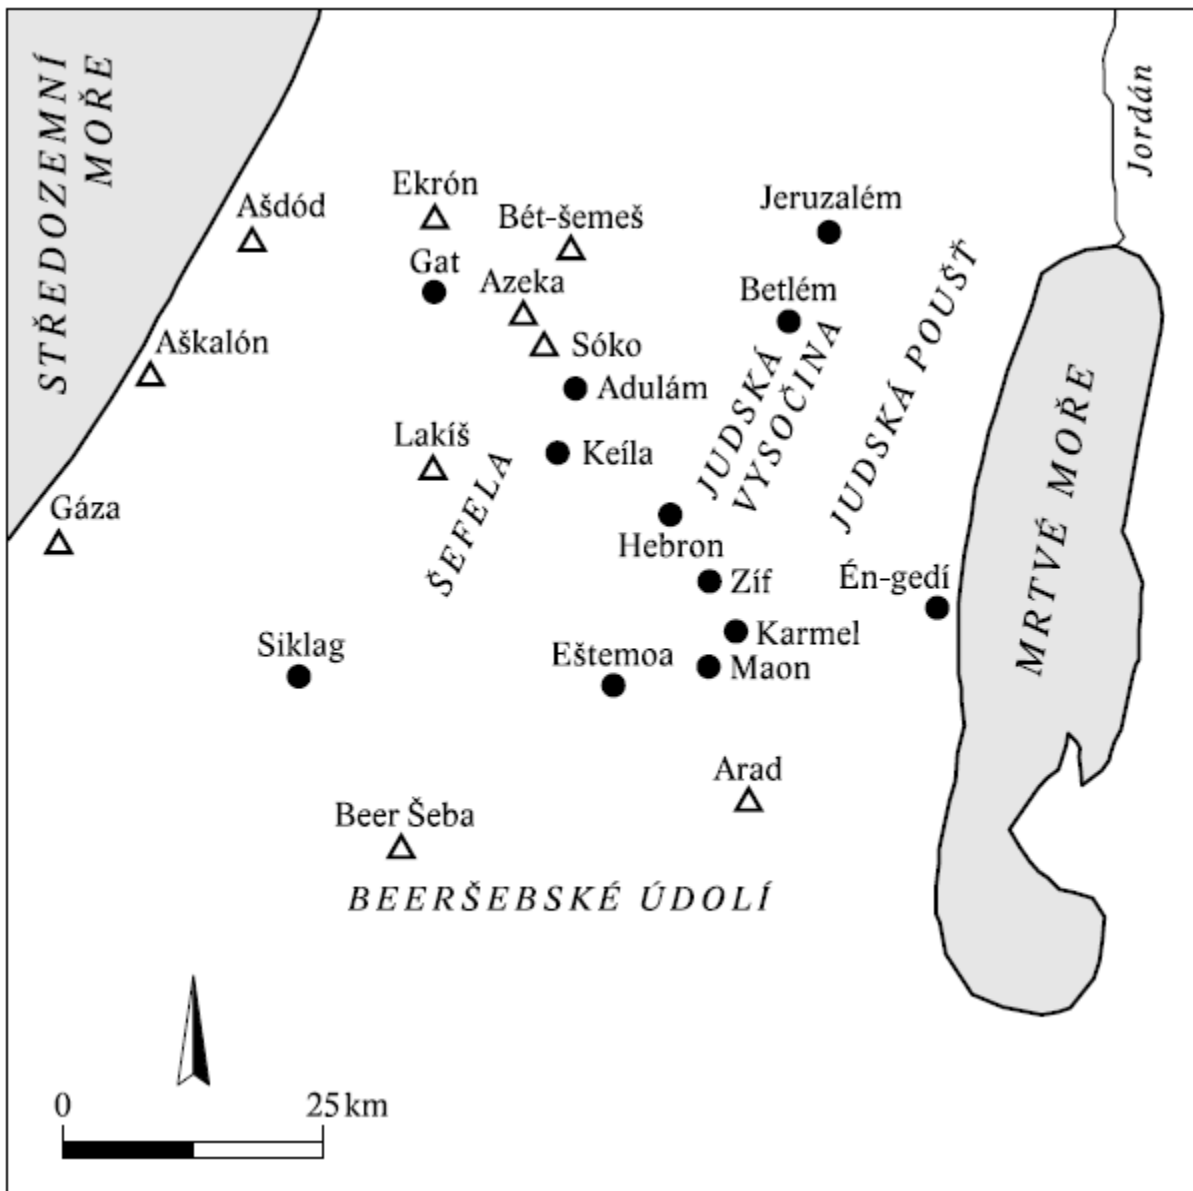 STŘEDOZEMNÍ
MOŘE
Jordán
Ekrón
Ašdód
Bét-šemeš
Jeruzalém
Gat
Azeka
Betlém
Aškalón
Sóko
Adulám
JUDSKÁ
VYSOČINA
JUDSKÁ POUŠŤ
MRTVÉ MOŘE
Lakíš
Keíla
ŠEFELA
Gáza
Hebron
Zíf
Én-gedí
Karmel
Siklag
Eštemoa
Maon
Arad
Beer Šeba
BEERŠEBSKÉ ÚDOLÍ
0 25 km